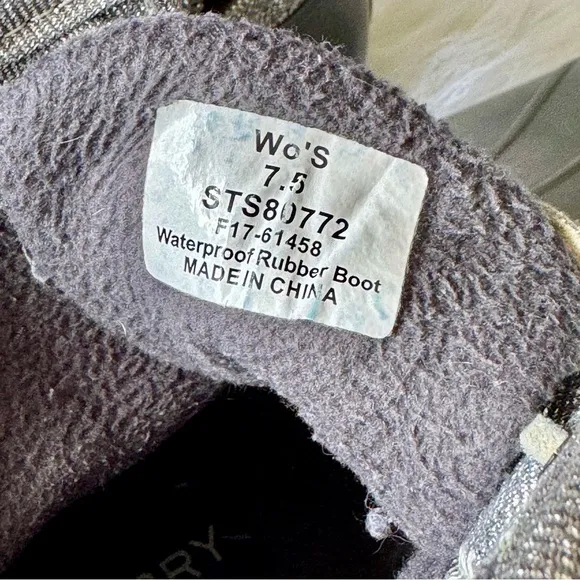 Wo'S
7.5
STS80772
F17-61458
Waterproof Rubber Boot
MADE IN CHINA